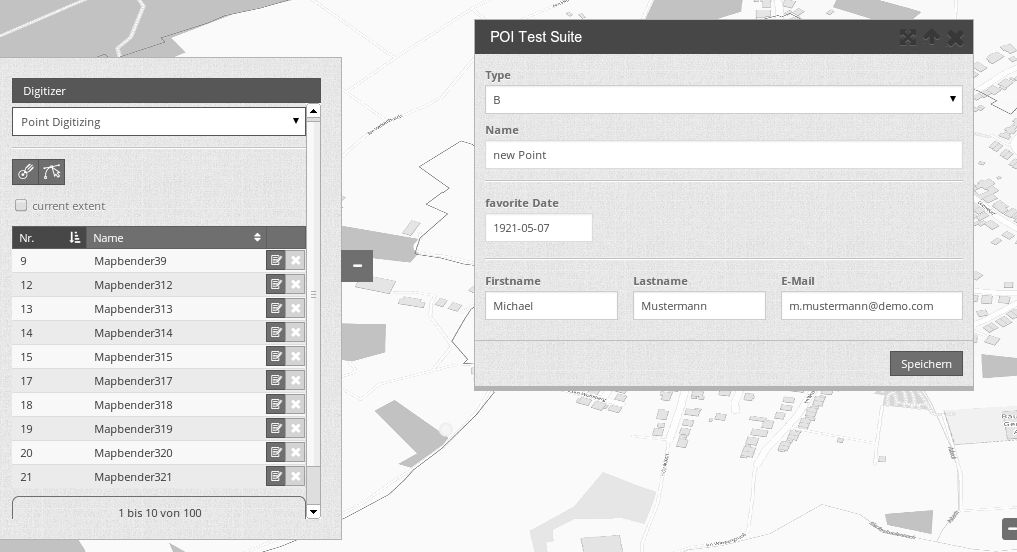 POI Test Suite
Type
B
Name
new Point
favorite Date
1921-05-07
Firstname Lastname E-Mail
Michael Mustermann m.mustermann@demo.com
Speichern
Digitizer
Point Digitizing
current extent
Nr. Name
9 Mapbender39
12 Mapbender312
13 Mapbender313
14 Mapbender314
15 Mapbender315
17 Mapbender317
18 Mapbender318
19 Mapbender319
20 Mapbender320
21 Mapbender321
1 bis 10 von 100